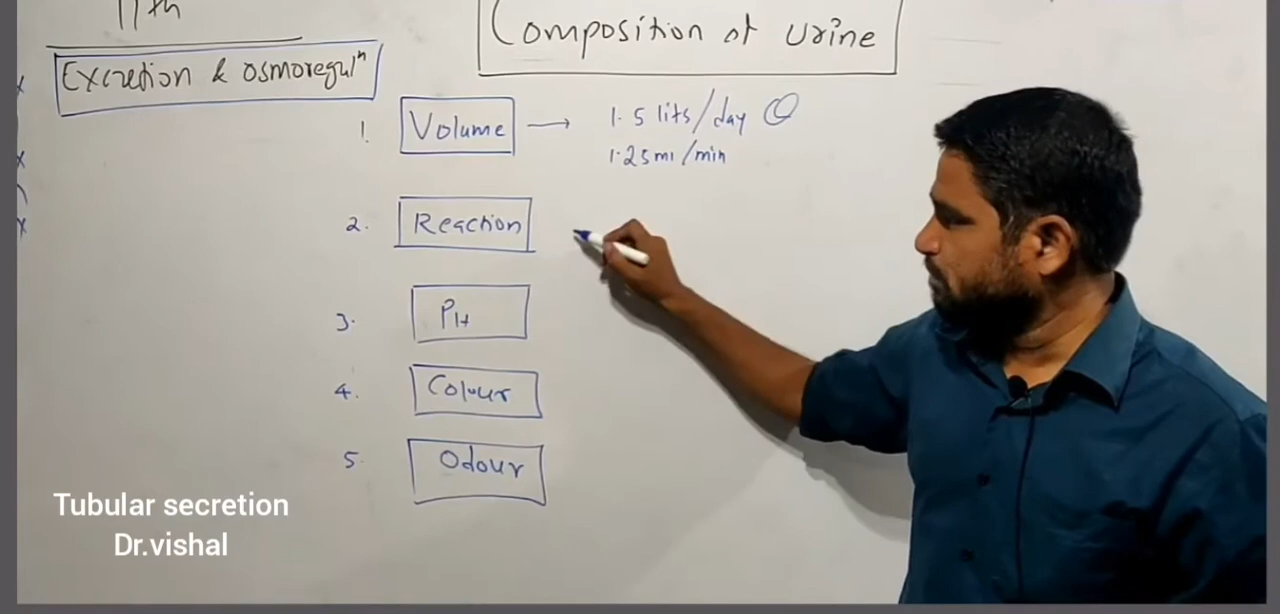 11th
Excretion & Osmoregulⁿ
Composition of Urine
1. Volume → 1.5 lits/day
1.25 ml/min
2. Reaction
3. PH
4. Colour
5. Odour
Tubular secretion
Dr.vishal